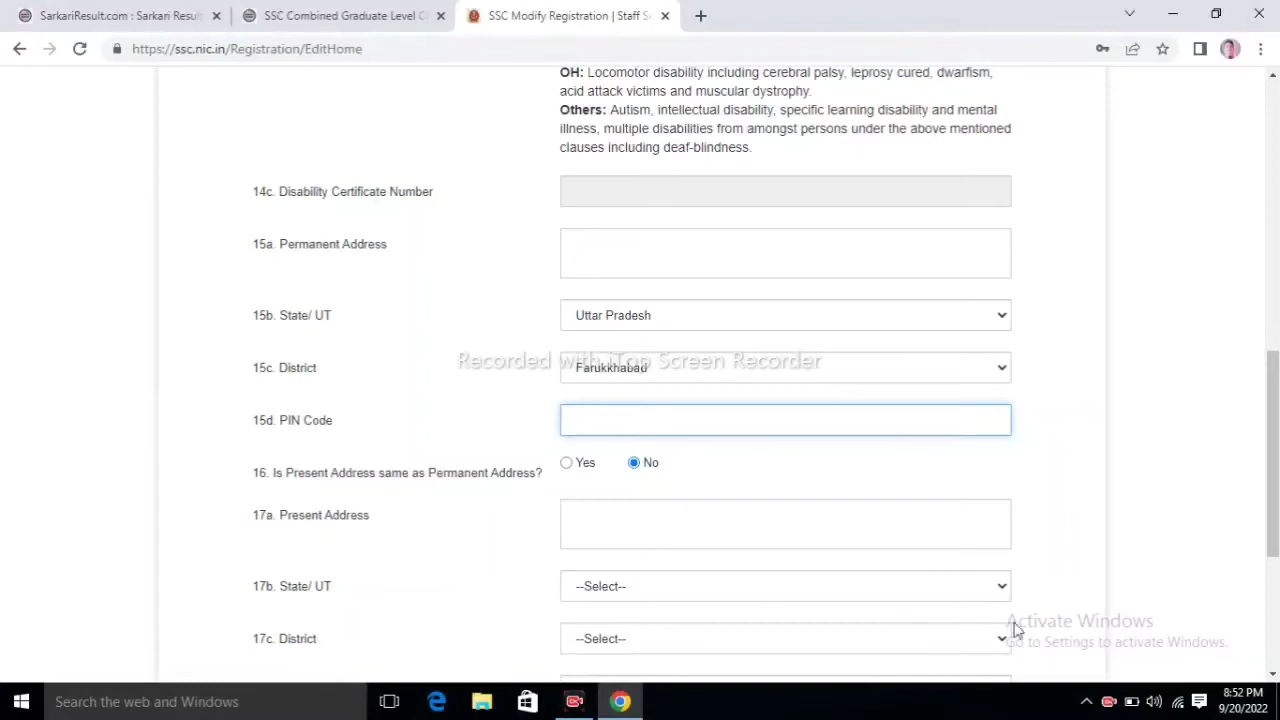 SarkariResult.com : Sarkari Result
SSC Combined Graduate Level C
SSC Modify Registration | Staff S
https://ssc.nic.in/Registration/EditHome
OH: Locomotor disability including cerebral palsy, leprosy cured, dwarfism,
acid attack victims and muscular dystrophy.
Others: Autism, intellectual disability, specific learning disability and mental
illness, multiple disabilities from amongst persons under the above mentioned
clauses including deaf-blindness.
14c. Disability Certificate Number
15a. Permanent Address
15b. State/ UT
Uttar Pradesh
Recorded with iTop Screen Recorder
15c. District
Farukkhabad
15d. PIN Code
16. Is Present Address same as Permanent Address?
Yes
No
17a. Present Address
17b. State/ UT
--Select--
17c. District
--Select--
Activate Windows
Go to Settings to activate Windows.
Search the web and Windows
8:52 PM
9/20/2022